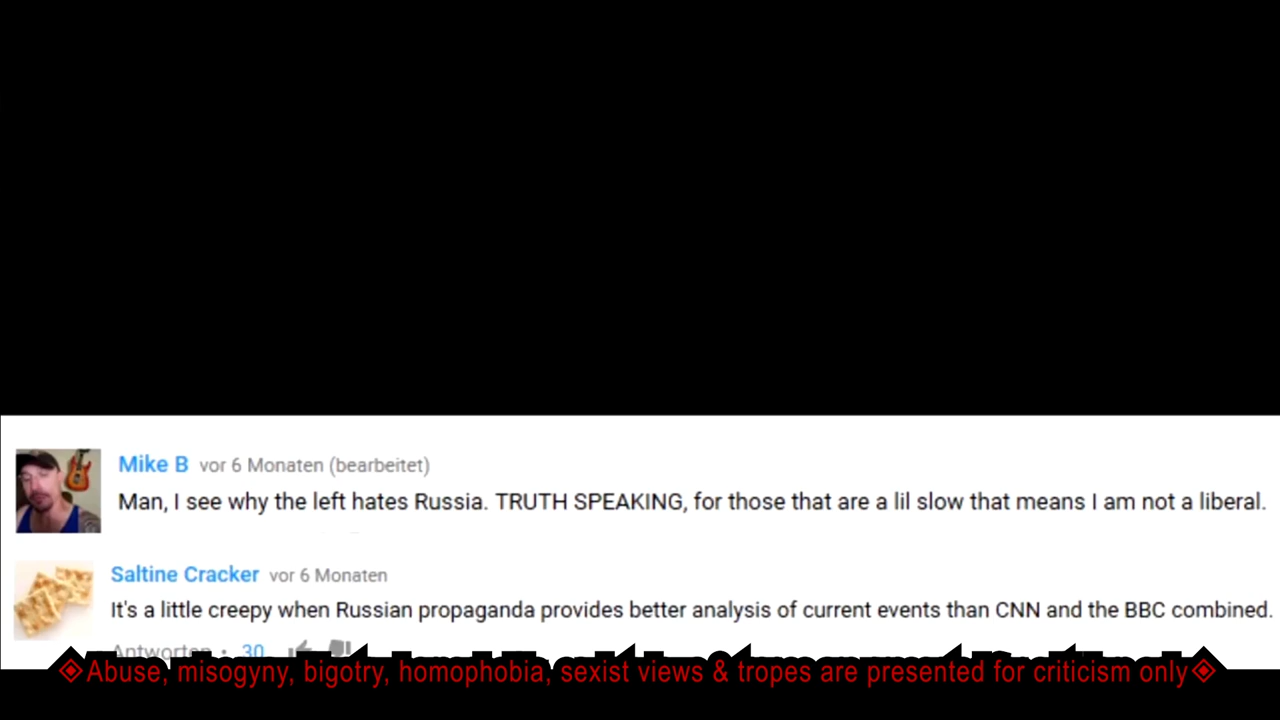 Mike B vor 6 Monaten (bearbeitet)
Man, I see why the left hates Russia. TRUTH SPEAKING, for those that are a lil slow that means I am not a liberal.
Saltine Cracker vor 6 Monaten
It's a little creepy when Russian propaganda provides better analysis of current events than CNN and the BBC combined.
Antworten · 30
Abuse, misogyny, bigotry, homophobia, sexist views & tropes are presented for criticism only